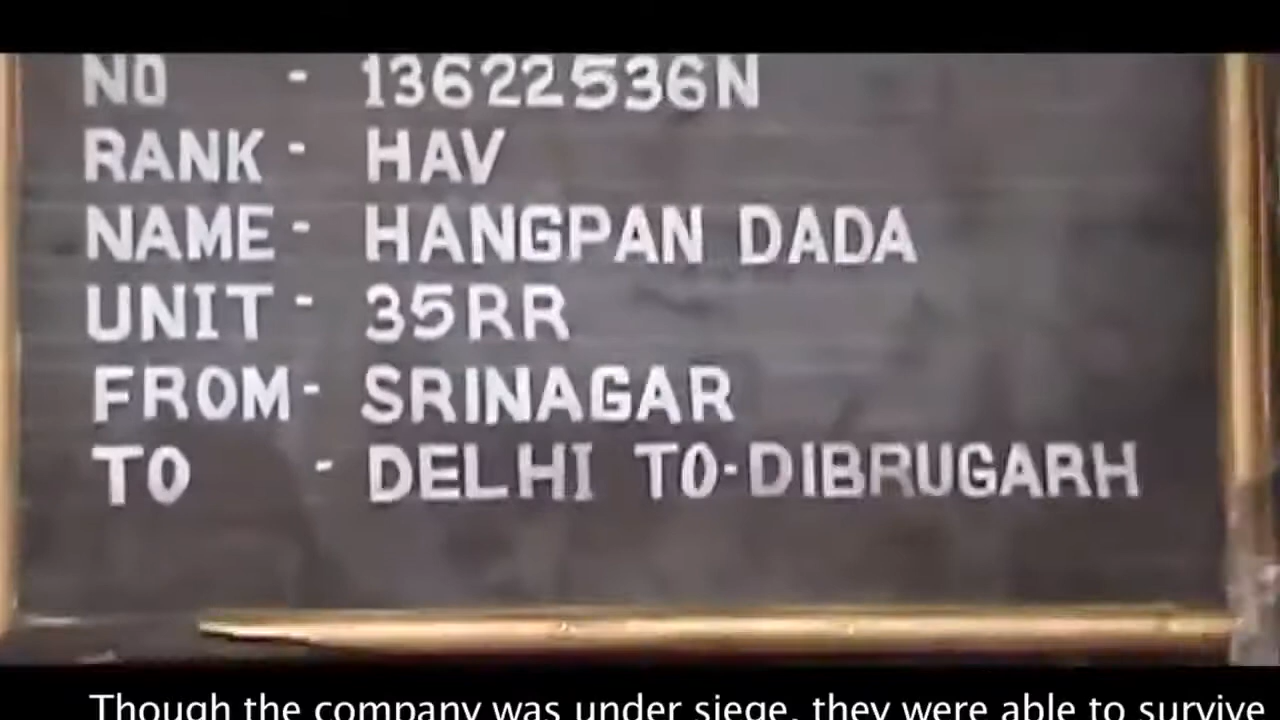 NO - 13622536N
RANK - HAV
NAME - HANGPAN DADA
UNIT - 35RR
FROM - SRINAGAR
TO - DELHI TO-DIBRUGARH
Though the company was under siege, they were able to survive